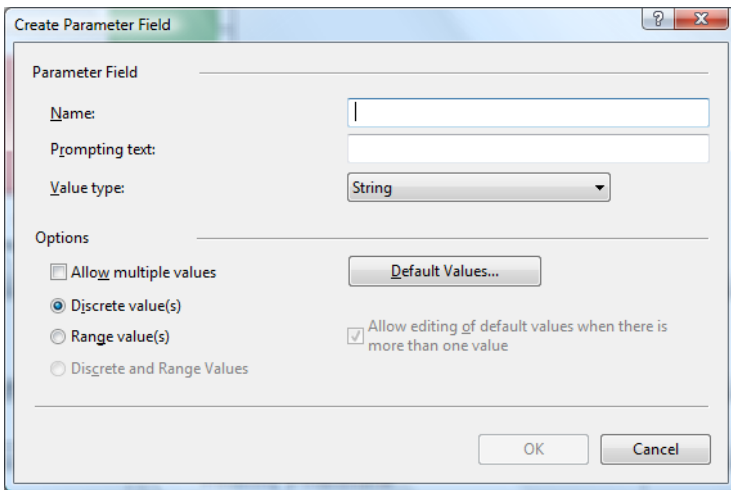 Create Parameter Field
?
X
Parameter Field
Name:
Prompting text:
Value type:
String
Options
Allow multiple values
Default Values...
Discrete value(s)
Range value(s)
Allow editing of default values when there is
more than one value
Discrete and Range Values
OK
Cancel